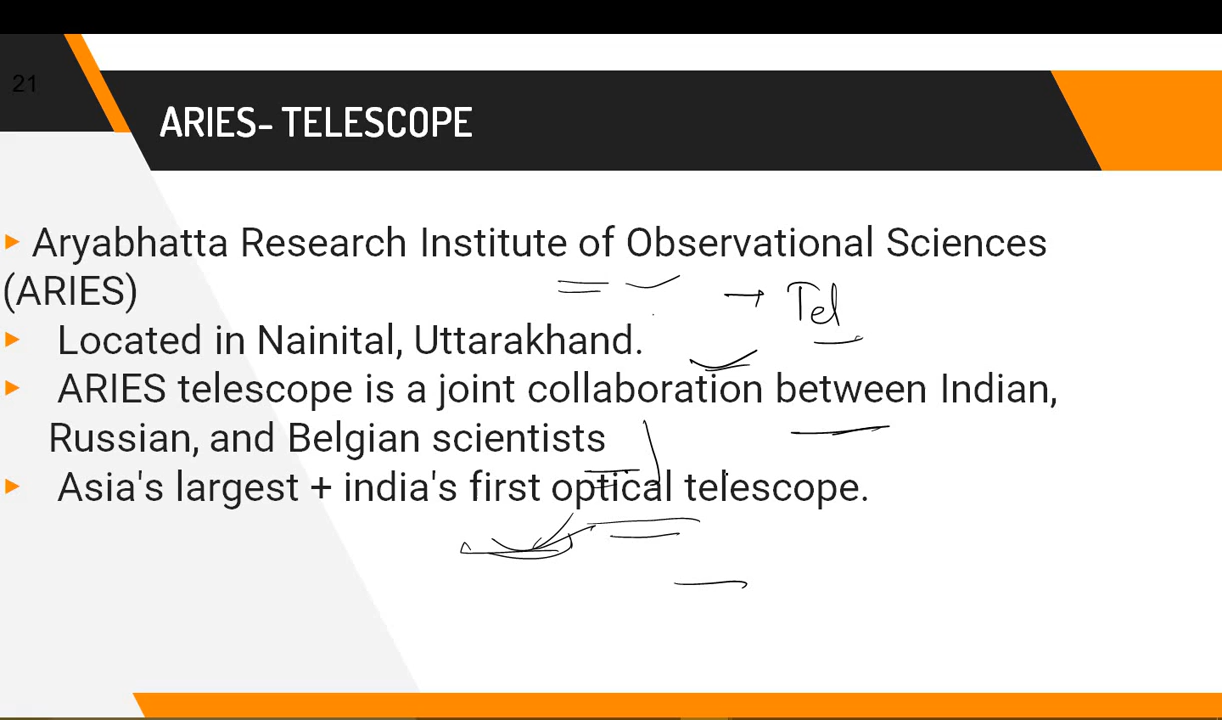 21
ARIES- TELESCOPE
▸ Aryabhatta Research Institute of Observational Sciences
(ARIES)
→ Tel
▸ Located in Nainital, Uttarakhand.
▸ ARIES telescope is a joint collaboration between Indian,
Russian, and Belgian scientists
▸ Asia's largest + india's first optical telescope.